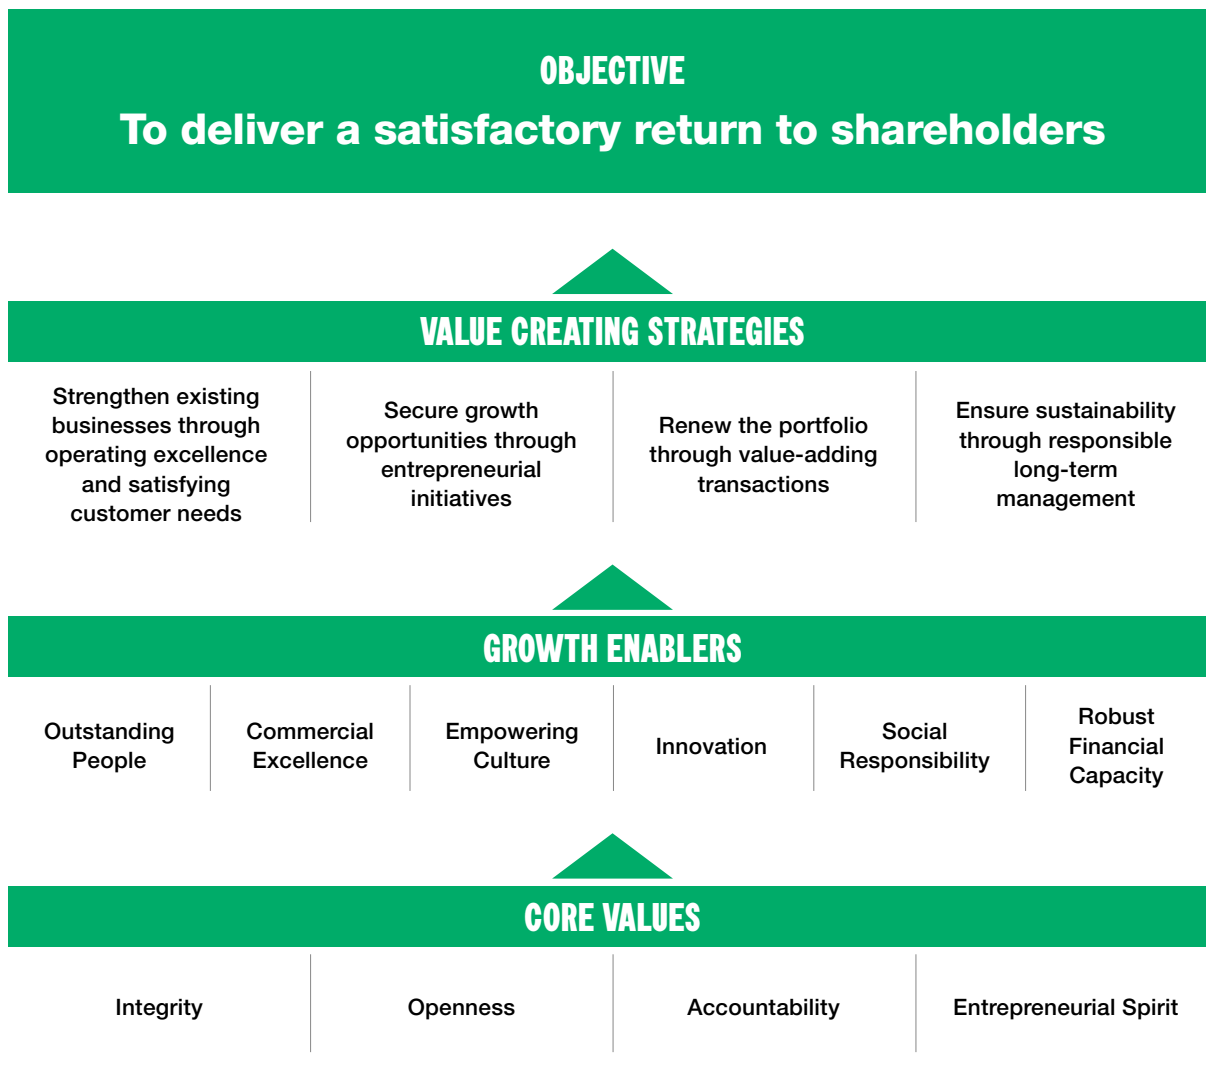 OBJECTIVE
To deliver a satisfactory return to shareholders
VALUE CREATING STRATEGIES
Strengthen existing
businesses through
operating excellence
and satisfying
customer needs
Secure growth
opportunities through
entrepreneurial
initiatives
Renew the portfolio
through value-adding
transactions
Ensure sustainability
through responsible
long-term
management
GROWTH ENABLERS
Outstanding
People
Commercial
Excellence
Empowering
Culture
Innovation
Social
Responsibility
Robust
Financial
Capacity
CORE VALUES
Integrity
Openness
Accountability
Entrepreneurial Spirit